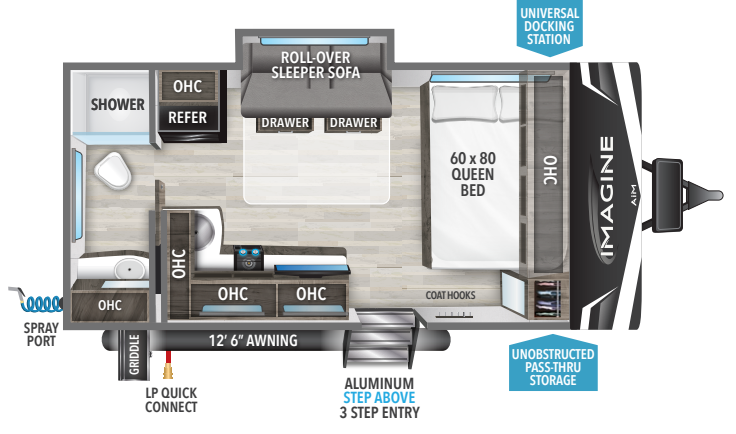 UNIVERSAL
DOCKING
STATION
ROLL-OVER
SLEEPER SOFA
SHOWER
OHC
REFER
DRAWER
DRAWER
60 x 80
QUEEN
BED
OHC
IMAGINE
AIM
OHC
OHC
OHC
OHC
COAT HOOKS
SPRAY
PORT
GRIDDLE
12' 6" AWNING
LP QUICK
CONNECT
ALUMINUM
STEP ABOVE
3 STEP ENTRY
UNOBSTRUCTED
PASS-THRU
STORAGE